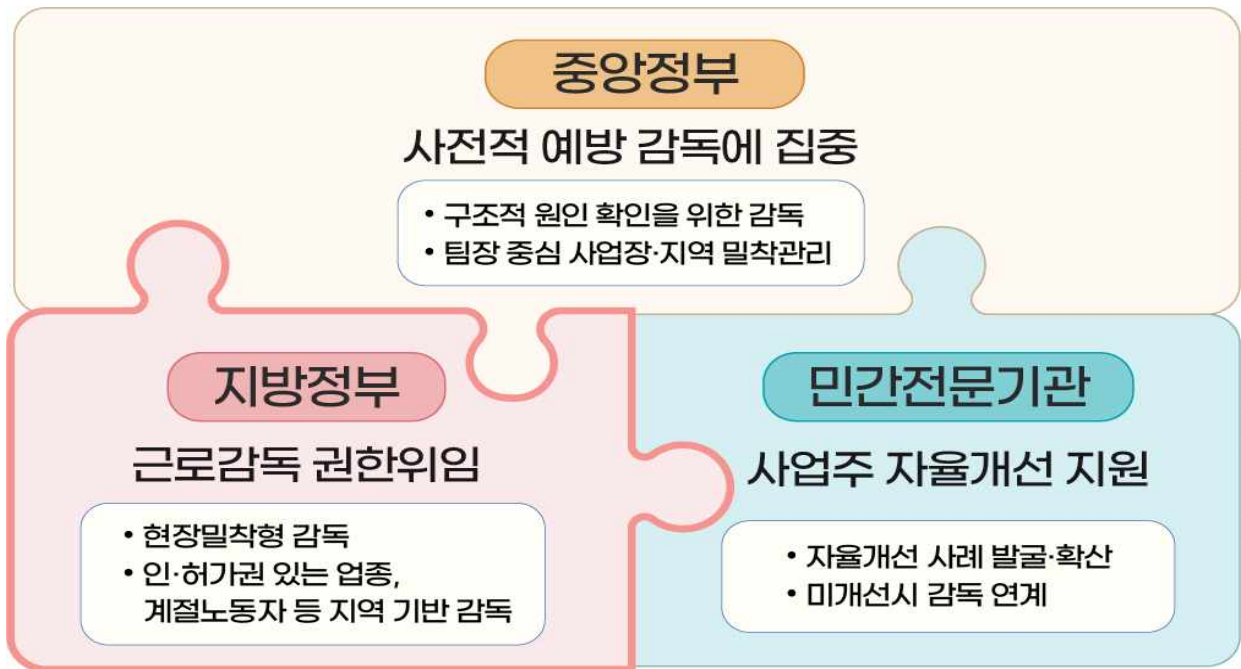 중앙정부
사전적 예방 감독에 집중
• 구조적 원인 확인을 위한 감독
• 팀장 중심 사업장·지역 밀착관리
지방정부
근로감독 권한위임
• 현장밀착형 감독
• 인·허가권 있는 업종,
계절노동자 등 지역 기반 감독
민간전문기관
사업주 자율개선 지원
• 자율개선 사례 발굴·확산
• 미개선시 감독 연계